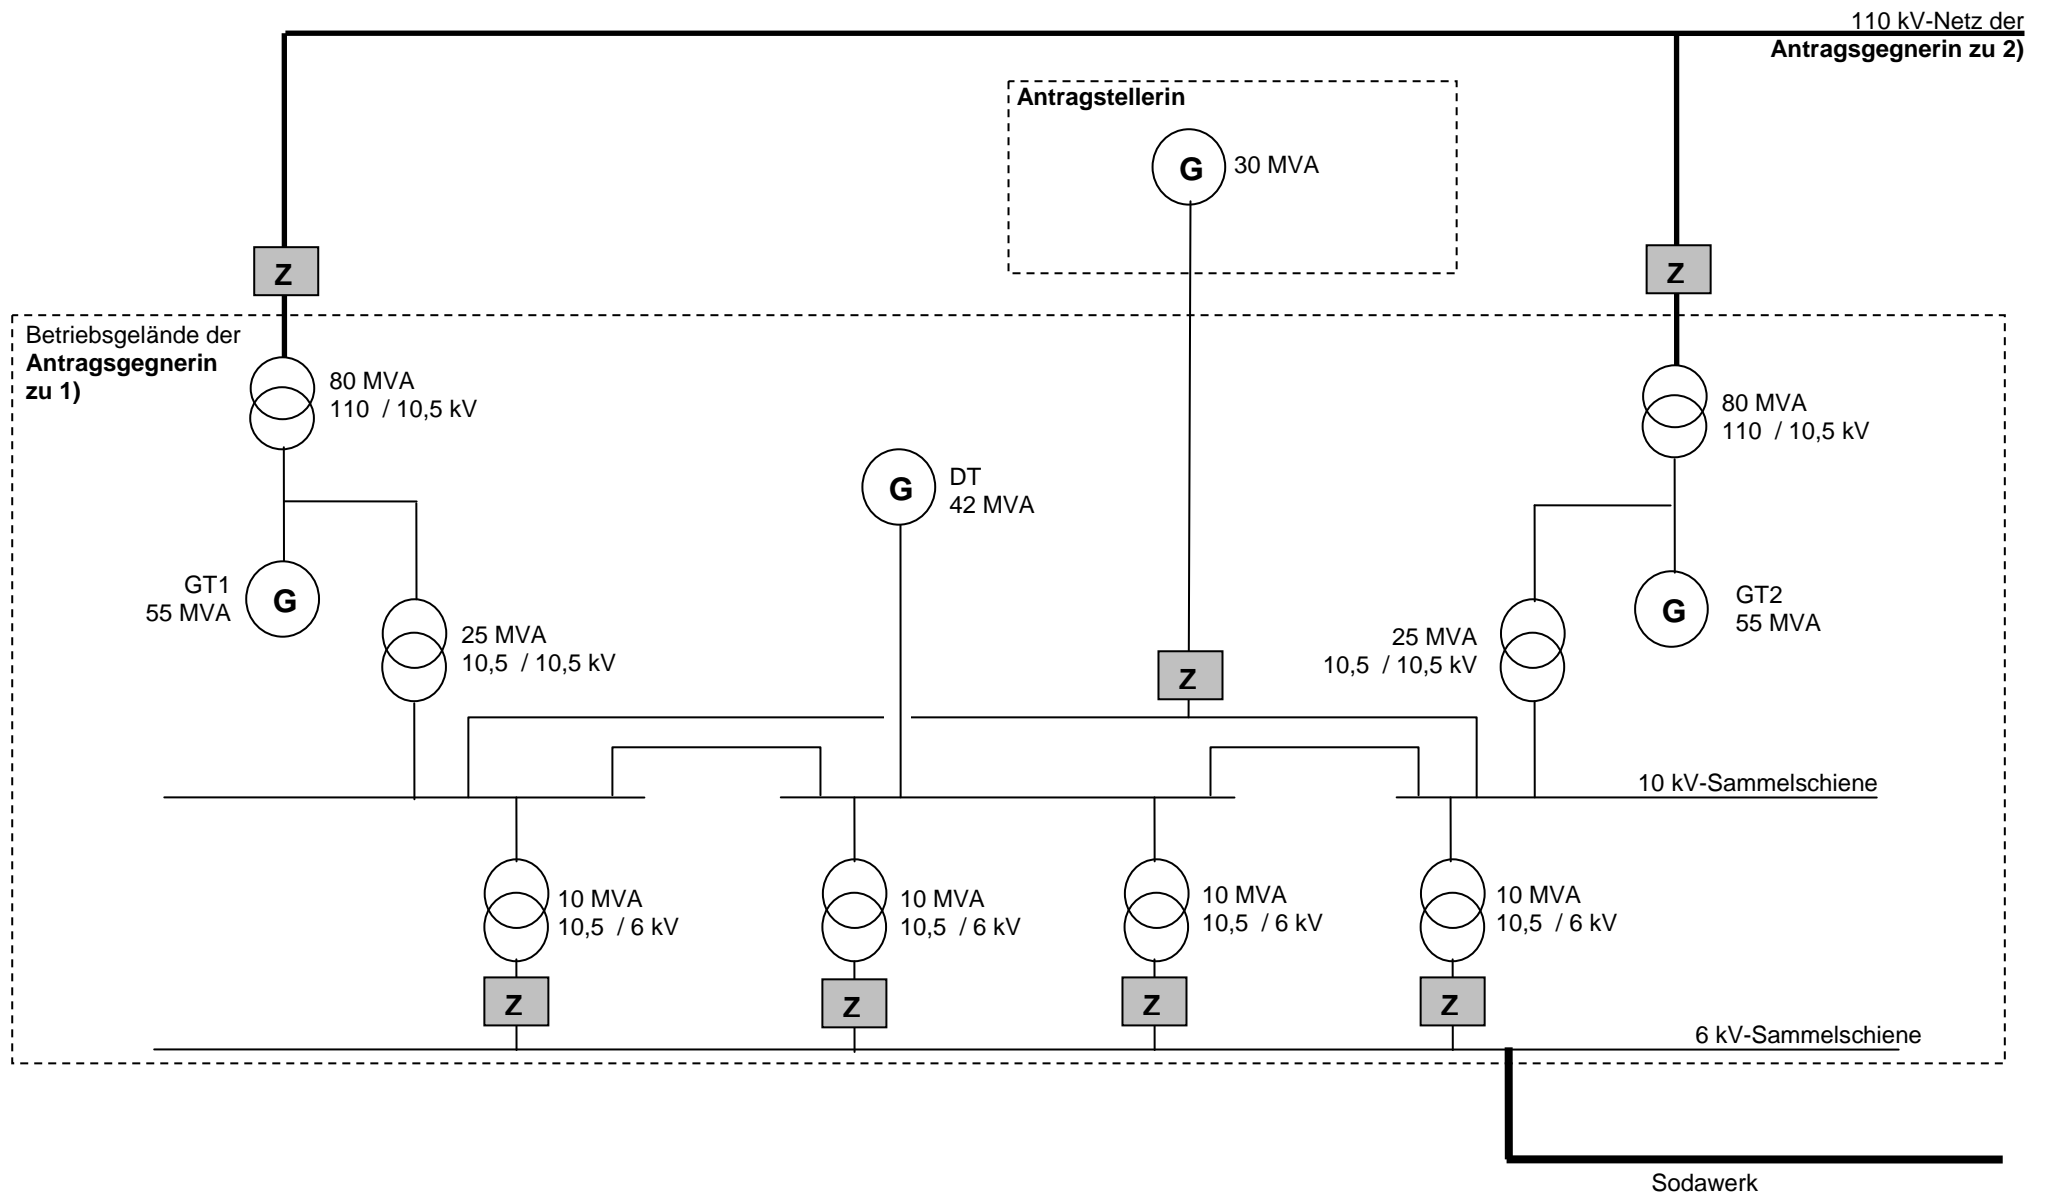 110 kV-Netz der
Antragsgegnerin zu 2)
Antragstellerin
G
30 MVA
Z
Z
Betriebsgelände der
Antragsgegnerin
zu 1)
80 MVA
110 / 10,5 kV
80 MVA
110 / 10,5 kV
G
DT
42 MVA
GT1
55 MVA
G
G
GT2
55 MVA
25 MVA
10,5 / 10,5 kV
25 MVA
10,5 / 10,5 kV
Z
10 kV-Sammelschiene
10 MVA
10,5 / 6 kV
10 MVA
10,5 / 6 kV
10 MVA
10,5 / 6 kV
10 MVA
10,5 / 6 kV
Z
Z
Z
Z
6 kV-Sammelschiene
Sodawerk